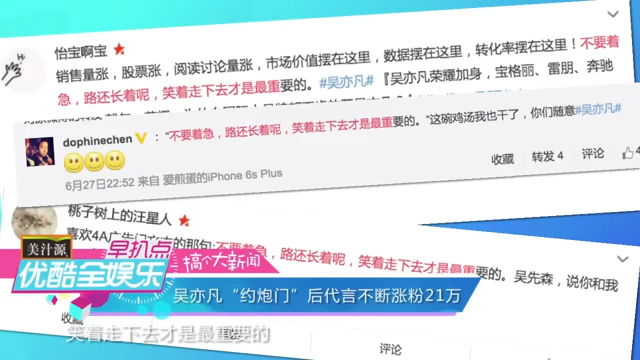 怡宝啊宝
销售量涨，股票涨，阅读讨论量涨，市场价值摆在这里，数据摆在这里，转化率摆在这里！不要着
急，路还长着呢，笑着走下去才是最重要的。#吴亦凡#『吴亦凡荣耀加身，宝格丽、雷朋、奔驰
dophinechen
： “不要着急，路还长着呢，笑着走下去才是最重要的。”这碗鸡汤我也干了，你们随意#吴亦凡#
6月27日22:52 来自 爱煎蛋的iPhone 6s Plus
收藏 转发 4 评论 4
桃子树上的汪星人
喜欢4A广告门文中的那句:不要着急，路还长着呢，笑着走下去才是最重要的。吴先森，说你和我
美汁源
早扒点
优酷全娱乐
搞个大新闻
吴亦凡“约炮门”后代言不断涨粉21万
笑着走下去才是最重要的
收藏
评论